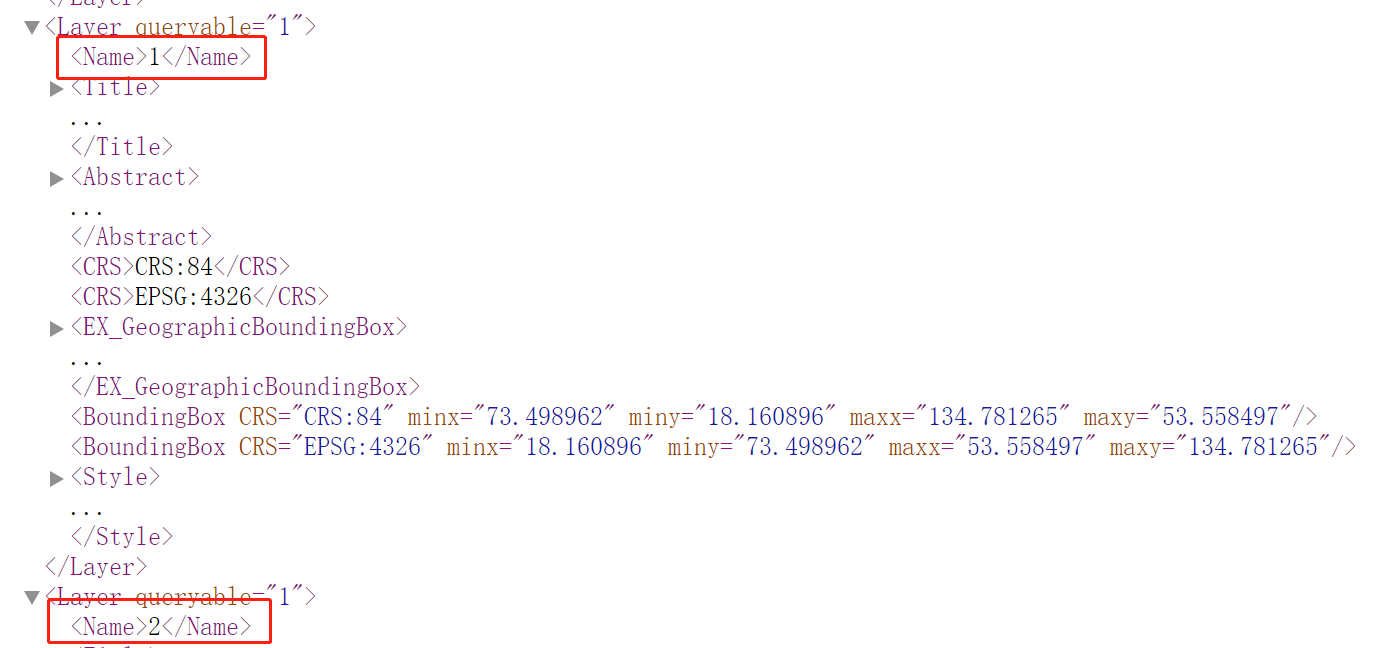 </Layer>
▼<Layer queryable="1">
<Name>1</Name>
▶<Title>
...
</Title>
▶<Abstract>
...
</Abstract>
<CRS>CRS:84</CRS>
<CRS>EPSG:4326</CRS>
▶<EX_GeographicBoundingBox>
...
</EX_GeographicBoundingBox>
<BoundingBox CRS="CRS:84" minx="73.498962" miny="18.160896" maxx="134.781265" maxy="53.558497"/>
<BoundingBox CRS="EPSG:4326" minx="18.160896" miny="73.498962" maxx="53.558497" maxy="134.781265"/>
▶<Style>
...
</Style>
</Layer>
▼<Layer queryable="1">
<Name>2</Name>